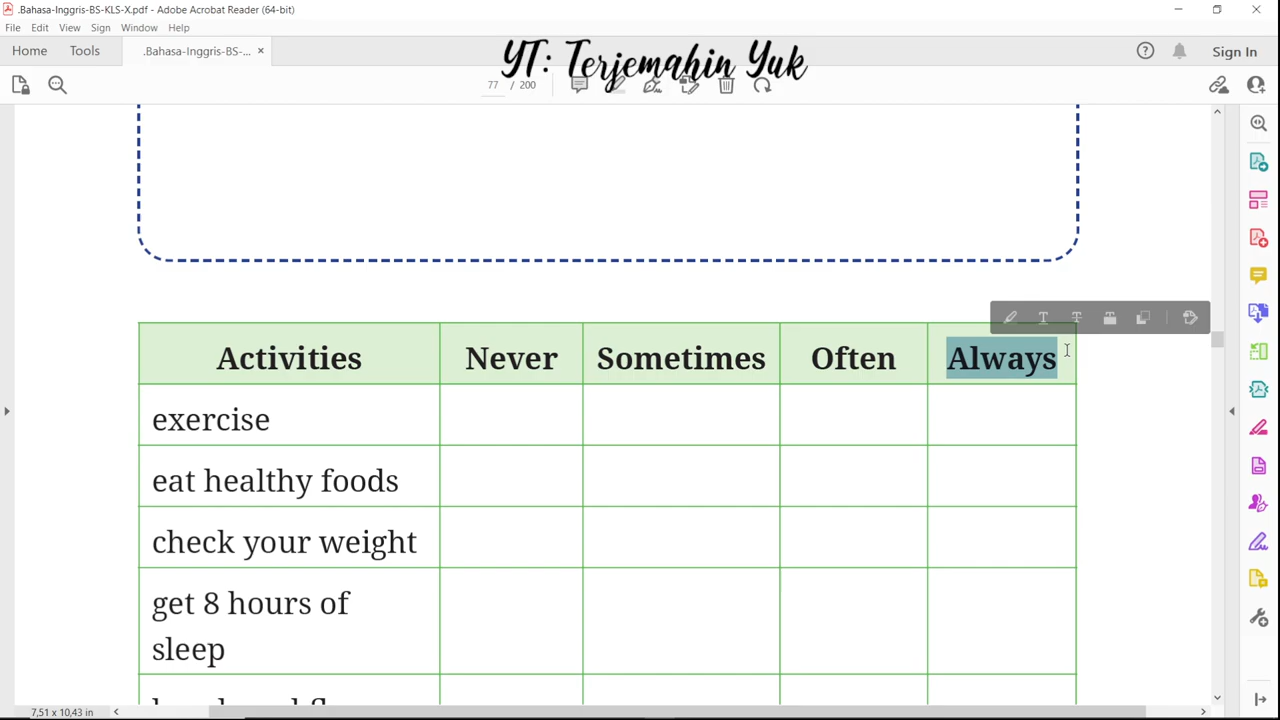 .Bahasa-Inggris-BS-KLS-X.pdf - Adobe Acrobat Reader (64-bit)
File Edit View Sign Window Help
Home Tools .Bahasa-Inggris-BS-... × Sign In
YT: Terjemahin Yuk
77 / 200
Activities Never Sometimes Often Always
exercise
eat healthy foods
check your weight
get 8 hours of
sleep
7,51 x 10,43 in